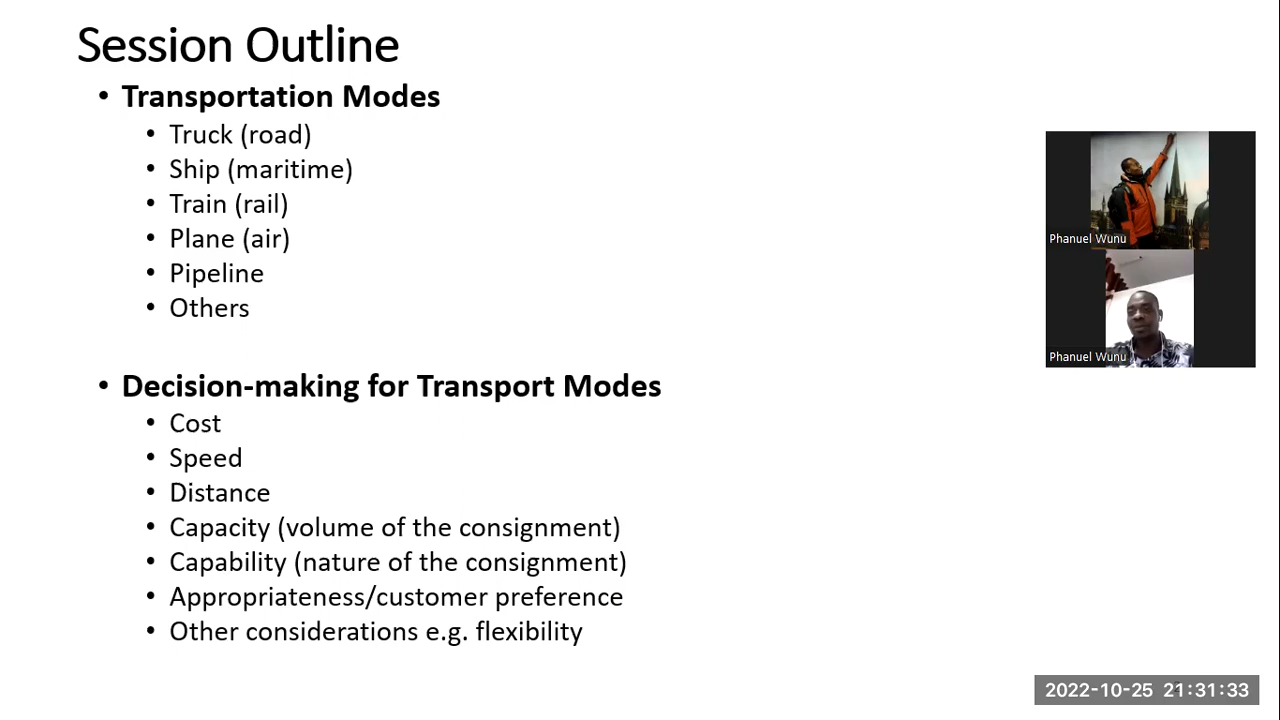 Session Outline
• Transportation Modes
• Truck (road)
• Ship (maritime)
• Train (rail)
• Plane (air)
• Pipeline
• Others
• Decision-making for Transport Modes
• Cost
• Speed
• Distance
• Capacity (volume of the consignment)
• Capability (nature of the consignment)
• Appropriateness/customer preference
• Other considerations e.g. flexibility
Phanuel Wunu
Phanuel Wunu
2022-10-25 21:31:33